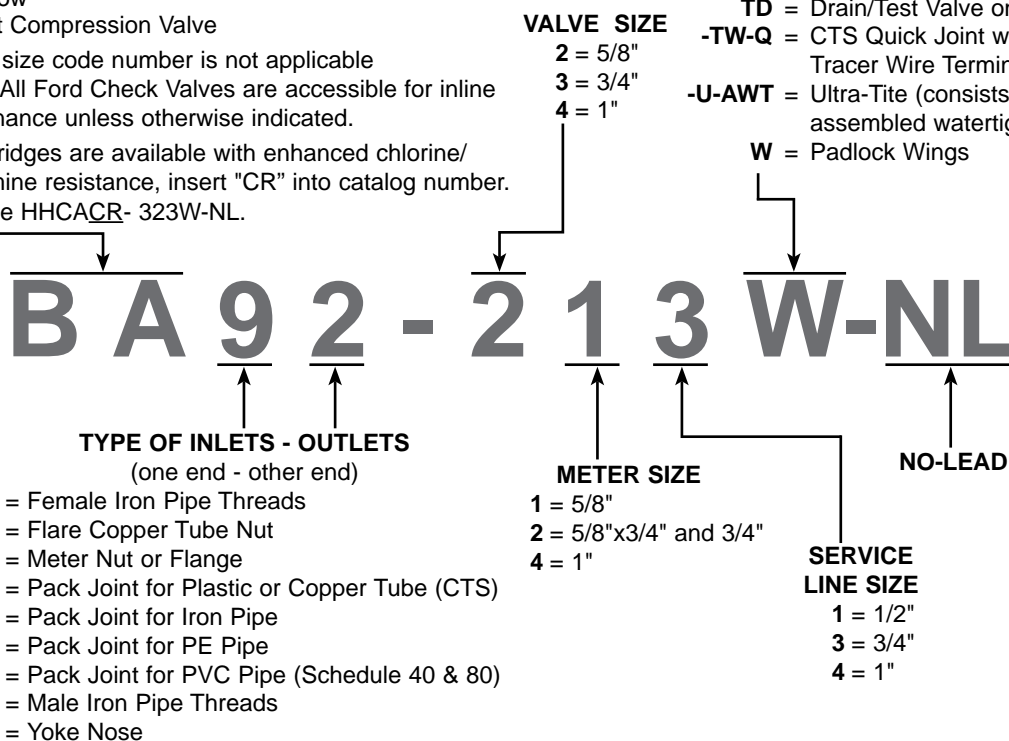 t Compression Valve
size code number is not applicable
All Ford Check Valves are accessible for inline
nance unless otherwise indicated.
ridges are available with enhanced chlorine/
mine resistance, insert "CR" into catalog number.
e HHCACR- 323W-NL.
VALVE SIZE
2 = 5/8"
3 = 3/4"
4 = 1"
TD = Drain/Test Valve or
-TW-Q = CTS Quick Joint w
Tracer Wire Termin
-U-AWT = Ultra-Tite (consists
assembled watertig
W = Padlock Wings
B A 9 2 - 2 1 3 W-NL
TYPE OF INLETS - OUTLETS
(one end - other end)
= Female Iron Pipe Threads
= Flare Copper Tube Nut
= Meter Nut or Flange
= Pack Joint for Plastic or Copper Tube (CTS)
= Pack Joint for Iron Pipe
= Pack Joint for PE Pipe
= Pack Joint for PVC Pipe (Schedule 40 & 80)
= Male Iron Pipe Threads
= Yoke Nose
METER SIZE
1 = 5/8"
2 = 5/8"x3/4" and 3/4"
4 = 1"
SERVICE
LINE SIZE
1 = 1/2"
3 = 3/4"
4 = 1"
NO-LEAD